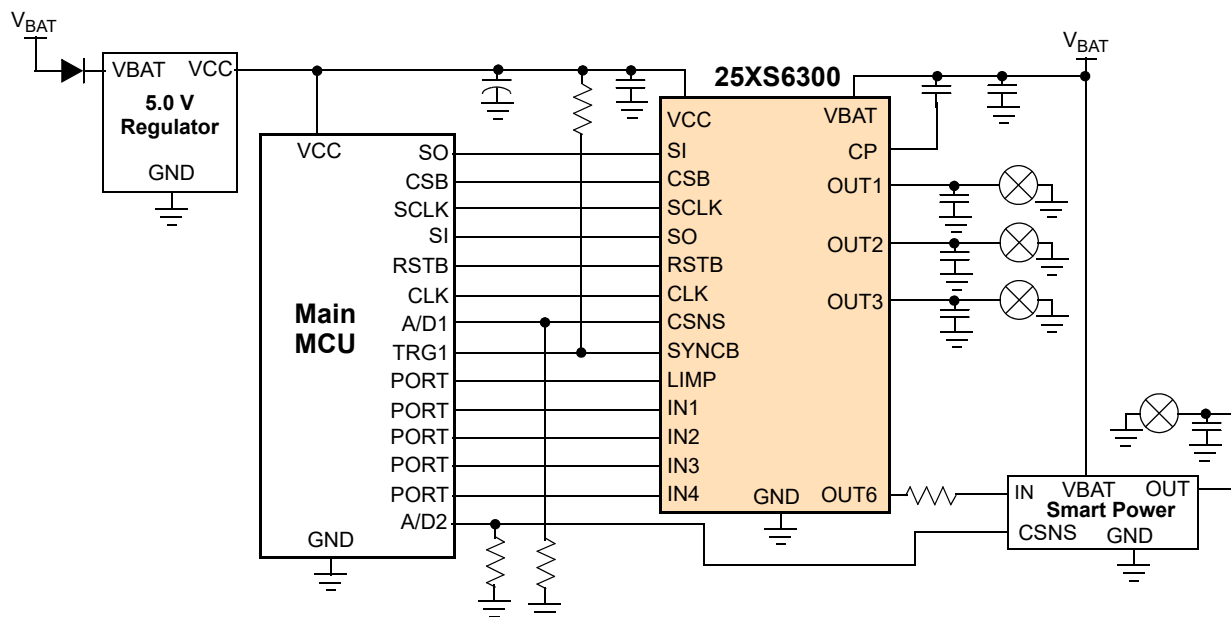 VBAT
VBAT VCC
5.0 V
Regulator
GND
VCC
SO
CSB
SCLK
SI
RSTB
CLK
A/D1
TRG1
PORT
PORT
PORT
PORT
PORT
A/D2
Main
MCU
GND
25XS6300
VCC
SI
CSB
SCLK
SO
RSTB
CLK
CSNS
SYNCB
LIMP
IN1
IN2
IN3
IN4
VBAT
CP
OUT1
OUT2
OUT3
GND
OUT6
VBAT
IN VBAT OUT
Smart Power
CSNS GND